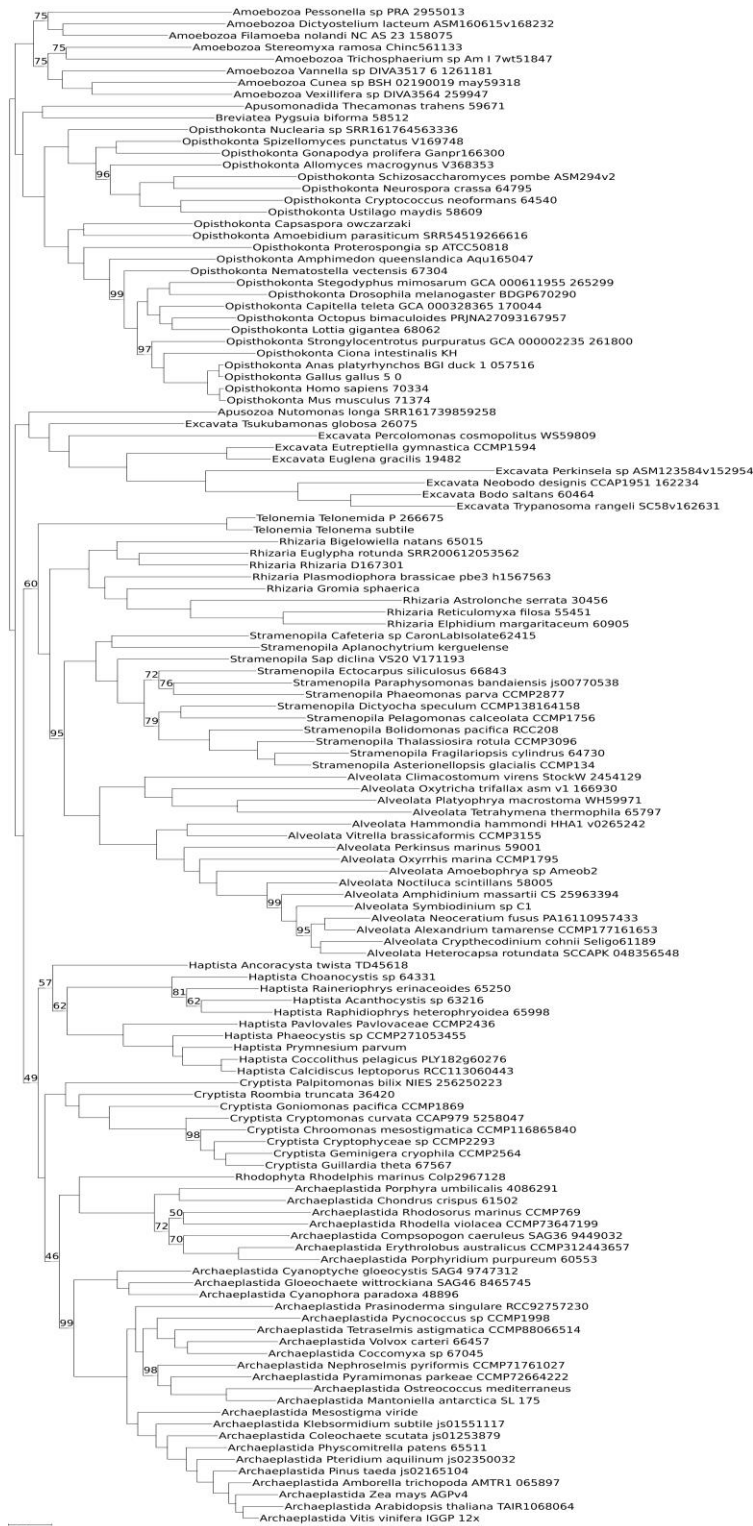 75
Amoebozoa Pessonella sp PRA 2955013
Amoebozoa Dictyostelium lacteum ASM160615v168232
Amoebozoa Filamoeba nolandi NC AS 23 158075
75
Amoebozoa Stereomyxa ramosa Chinc561133
75
Amoebozoa Trichosphaerium sp Am I 7wt51847
Amoebozoa Vannella sp DIVA3517 6 1261181
Amoebozoa Cunea sp BSH 02190019 may59318
Amoebozoa Vexillifera sp DIVA3564 259947
Apusomonadida Thecamonas trahens 59671
Breviatea Pygsuia biforma 58512
Opisthokonta Nuclearia sp SRR161764563336
Opisthokonta Spizellomyces punctatus V169748
Opisthokonta Gonapodya prolifera Ganpr166300
Opisthokonta Allomyces macrogynus V368353
96
Opisthokonta Schizosaccharomyces pombe ASM294v2
Opisthokonta Neurospora crassa 64795
Opisthokonta Cryptococcus neoformans 64540
Opisthokonta Ustilago maydis 58609
Opisthokonta Capsaspora owczarzaki
Opisthokonta Amoebidium parasiticum SRR54519266616
Opisthokonta Proterospongia sp ATCC50818
Opisthokonta Amphimedon queenslandica Aqu165047
Opisthokonta Nematostella vectensis 67304
99
Opisthokonta Stegodyphus mimosarum GCA 000611955 265299
Opisthokonta Drosophila melanogaster BDGP670290
Opisthokonta Capitella teleta GCA 000328365 170044
Opisthokonta Octopus bimaculoides PRJNA27093167957
Opisthokonta Lottia gigantea 68062
Opisthokonta Strongylocentrotus purpuratus GCA 000002235 261800
97
Opisthokonta Ciona intestinalis KH
Opisthokonta Anas platyrhynchos BGI duck 1 057516
Opisthokonta Gallus gallus 5 0
Opisthokonta Homo sapiens 70334
Opisthokonta Mus musculus 71374
Apusozoa Nutomonas longa SRR161739859258
Excavata Tsukubamonas globosa 26075
Excavata Percolomonas cosmopolitus WS59809
Excavata Eutreptiella gymnastica CCMP1594
Excavata Euglena gracilis 19482
Excavata Perkinsela sp ASM123584v152954
Excavata Neobodo designis CCAP1951 162234
Excavata Bodo saltans 60464
Excavata Trypanosoma rangeli SC58v162631
Telonemia Telonemida P 266675
Telonemia Telonema subtile
Rhizaria Bigelowiella natans 65015
Rhizaria Euglypha rotunda SRR200612053562
Rhizaria Rhizaria D167301
Rhizaria Plasmodiophora brassicae pbe3 h1567563
60
Rhizaria Gromia sphaerica
Rhizaria Astrolonche serrata 30456
Rhizaria Reticulomyxa filosa 55451
Rhizaria Elphidium margaritaceum 60905
Stramenopila Cafeteria sp CaronLabIsolate62415
Stramenopila Aplanochytrium kerguelense
Stramenopila Sap diclina VS20 V171193
72
Stramenopila Ectocarpus siliculosus 66843
76
Stramenopila Paraphysomonas bandaiensis js00770538
Stramenopila Phaeomonas parva CCMP2877
Stramenopila Dictyocha speculum CCMP138164158
79
Stramenopila Pelagomonas calceolata CCMP1756
95
Stramenopila Bolidomonas pacifica RCC208
Stramenopila Thalassiosira rotula CCMP3096
Stramenopila Fragilariopsis cylindrus 64730
Stramenopila Asterionellopsis glacialis CCMP134
Alveolata Climacostomum virens StockW 2454129
Alveolata Oxytricha trifallax asm v1 166930
Alveolata Platyophrya macrostoma WH59971
Alveolata Tetrahymena thermophila 65797
Alveolata Hammondia hammondi HHA1 v0265242
Alveolata Vitrella brassicaformis CCMP3155
Alveolata Perkinsus marinus 59001
Alveolata Oxyrrhis marina CCMP1795
Alveolata Amoebophrya sp Ameob2
Alveolata Noctiluca scintillans 58005
99
Alveolata Amphidinium massartii CS 25963394
Alveolata Symbiodinium sp C1
Alveolata Neoceratium fusus PA16110957433
95
Alveolata Alexandrium tamarense CCMP177161653
Alveolata Crypthecodinium cohnii Seligo61189
Alveolata Heterocapsa rotundata SCCAPK 048356548
Haptista Ancoracysta twista TD45618
57
Haptista Choanocystis sp 64331
81
Haptista Raineriophrys erinaceoides 65250
62
62
Haptista Acanthocystis sp 63216
Haptista Raphidiophrys heterophryoidea 65998
Haptista Pavlovales Pavlovaceae CCMP2436
Haptista Phaeocystis sp CCMP271053455
Haptista Prymnesium parvum
Haptista Coccolithus pelagicus PLY182g60276
Haptista Calcidiscus leptoporus RCC113060443
49
Cryptista Palpitomonas bilix NIES 256250223
Cryptista Roombia truncata 36420
Cryptista Goniomonas pacifica CCMP1869
Cryptista Cryptomonas curvata CCAP979 5258047
Cryptista Chroomonas mesostigmatica CCMP116865840
98
Cryptista Cryptophyceae sp CCMP2293
Cryptista Geminigera cryophila CCMP2564
Cryptista Guillardia theta 67567
Rhodophyta Rhodelphis marinus Colp2967128
Archaeplastida Porphyra umbilicalis 4086291
Archaeplastida Chondrus crispus 61502
50
Archaeplastida Rhodosorus marinus CCMP769
72
Archaeplastida Rhodella violacea CCMP73647199
70
Archaeplastida Compsopogon caeruleus SAG36 9449032
Archaeplastida Erythrolobus australicus CCMP312443657
46
Archaeplastida Porphyridium purpureum 60553
Archaeplastida Cyanoptyche gloeocystis SAG4 9747312
Archaeplastida Gloeochaete wittrockiana SAG46 8465745
Archaeplastida Cyanophora paradoxa 48896
Archaeplastida Prasinoderma singulare RCC92757230
Archaeplastida Pycnococcus sp CCMP1998
99
Archaeplastida Tetraselmis astigmatica CCMP88066514
Archaeplastida Volvox carteri 66457
Archaeplastida Coccomyxa sp 67045
98
Archaeplastida Nephroselmis pyriformis CCMP71761027
Archaeplastida Pyramimonas parkeae CCMP72664222
Archaeplastida Ostreococcus mediterraneus
Archaeplastida Mantoniella antarctica SL 175
Archaeplastida Mesostigma viride
Archaeplastida Klebsormidium subtile js01551117
Archaeplastida Coleochaete scutata js01253879
Archaeplastida Physcomitrella patens 65511
Archaeplastida Pteridium aquilinum js02350032
Archaeplastida Pinus taeda js02165104
Archaeplastida Amborella trichopoda AMTR1 065897
Archaeplastida Zea mays AGPv4
Archaeplastida Arabidopsis thaliana TAIR1068064
Archaeplastida Vitis vinifera IGGP 12x